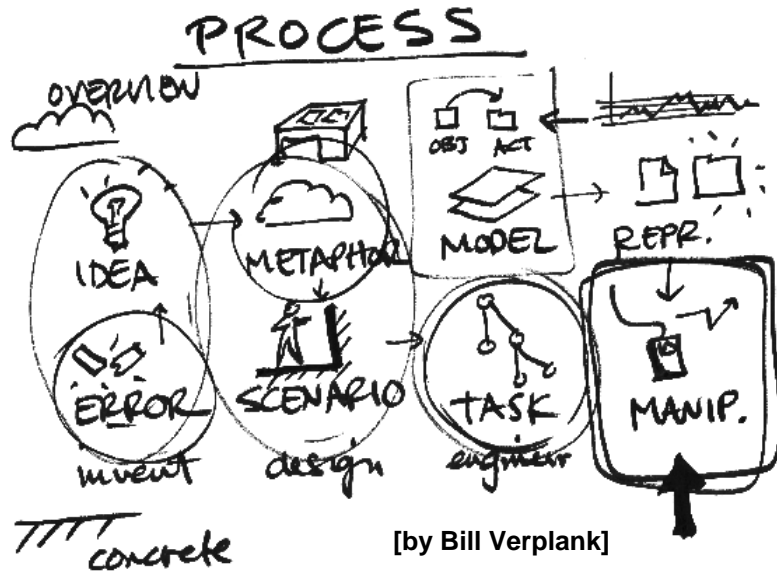 PROCESS
OVERVIEW
OBJ ACT
IDEA
METAPHOR
MODEL
REPR.
ERROR
SCENARIO
TASK
MANIP.
invent
design
engineer
concrete
[by Bill Verplank]